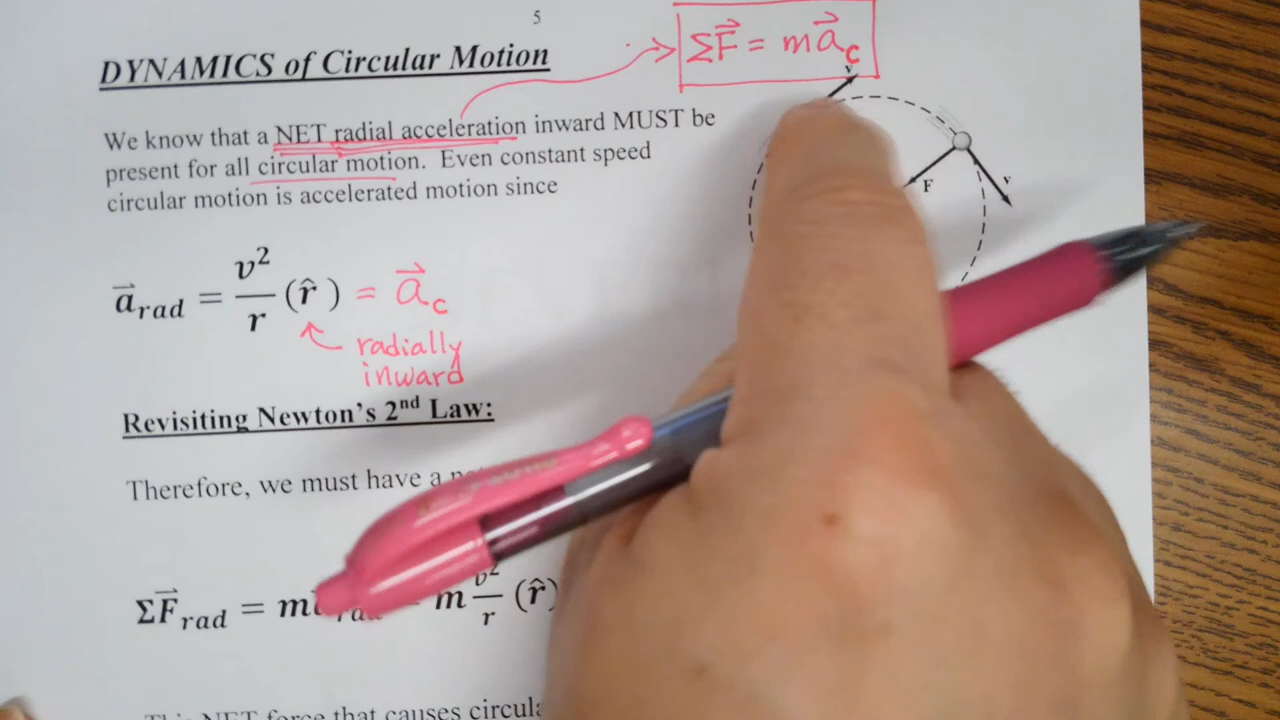 5
DYNAMICS of Circular Motion
ΣF⃗ = ma⃗c
We know that a NET radial acceleration inward MUST be
present for all circular motion. Even constant speed
circular motion is accelerated motion since
v
F
v
a⃗rad = v²/r (r̂) = a⃗c
radially
inward
Revisiting Newton's 2nd Law:
Therefore, we must have a
ΣF⃗rad = m = m v²/r (r̂)
NET force that causes